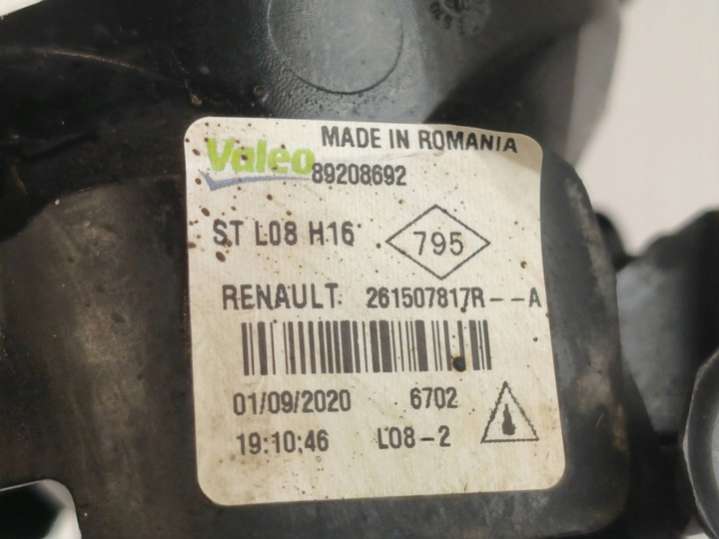 MADE IN ROMANIA
Valeo
89208692
ST L08 H16
795
RENAULT 261507817R--A
01/09/2020 6702
19:10:46 L08-2